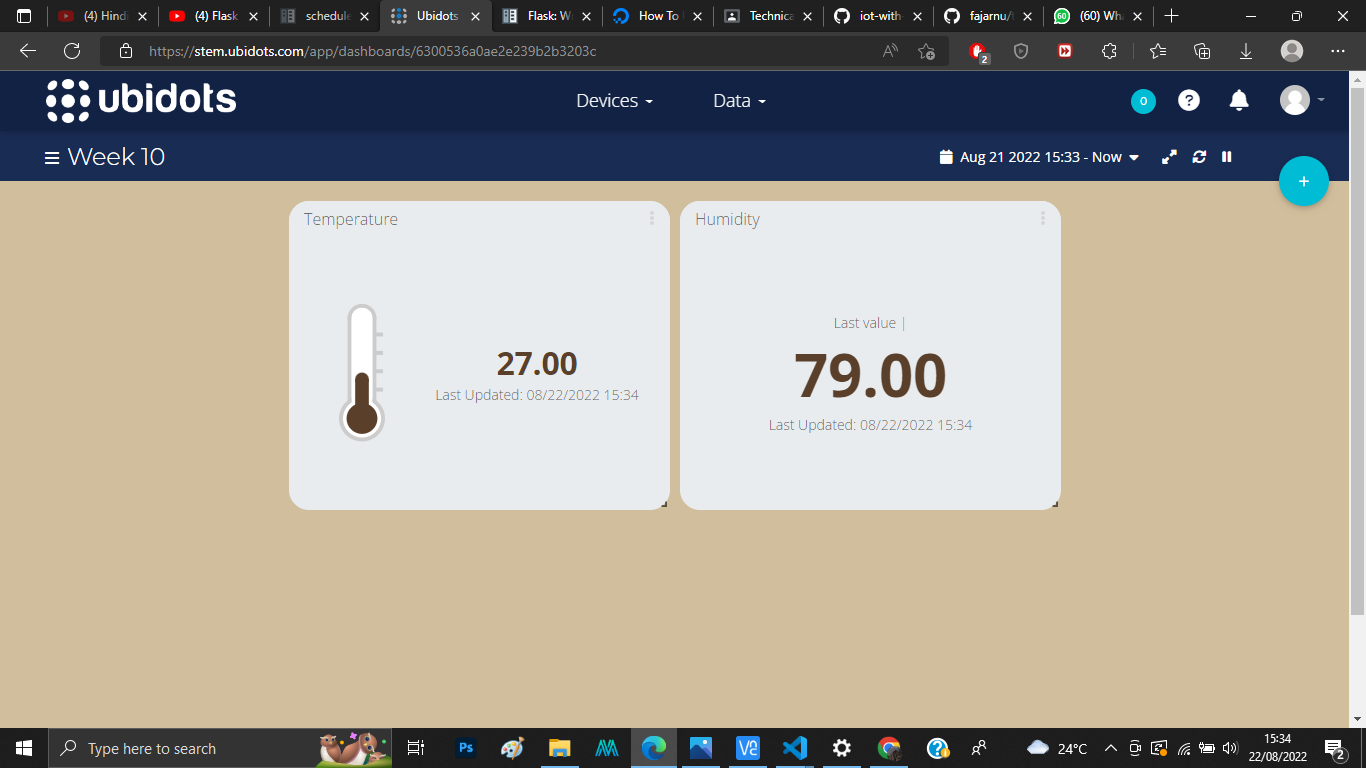 (4) Hindi
(4) Flask
schedule
Ubidots
Flask: W
How To
Technica
iot-with-
fajarnu/
(60) Wh
https://stem.ubidots.com/app/dashboards/6300536a0ae2e239b2b3203c
2
ubidots
Devices
Data
0
?
Week 10
Aug 21 2022 15:33 - Now
+
Temperature
27.00
Last Updated: 08/22/2022 15:34
Humidity
Last value |
79.00
Last Updated: 08/22/2022 15:34
Type here to search
Ps
24°C
15:34
22/08/2022
2